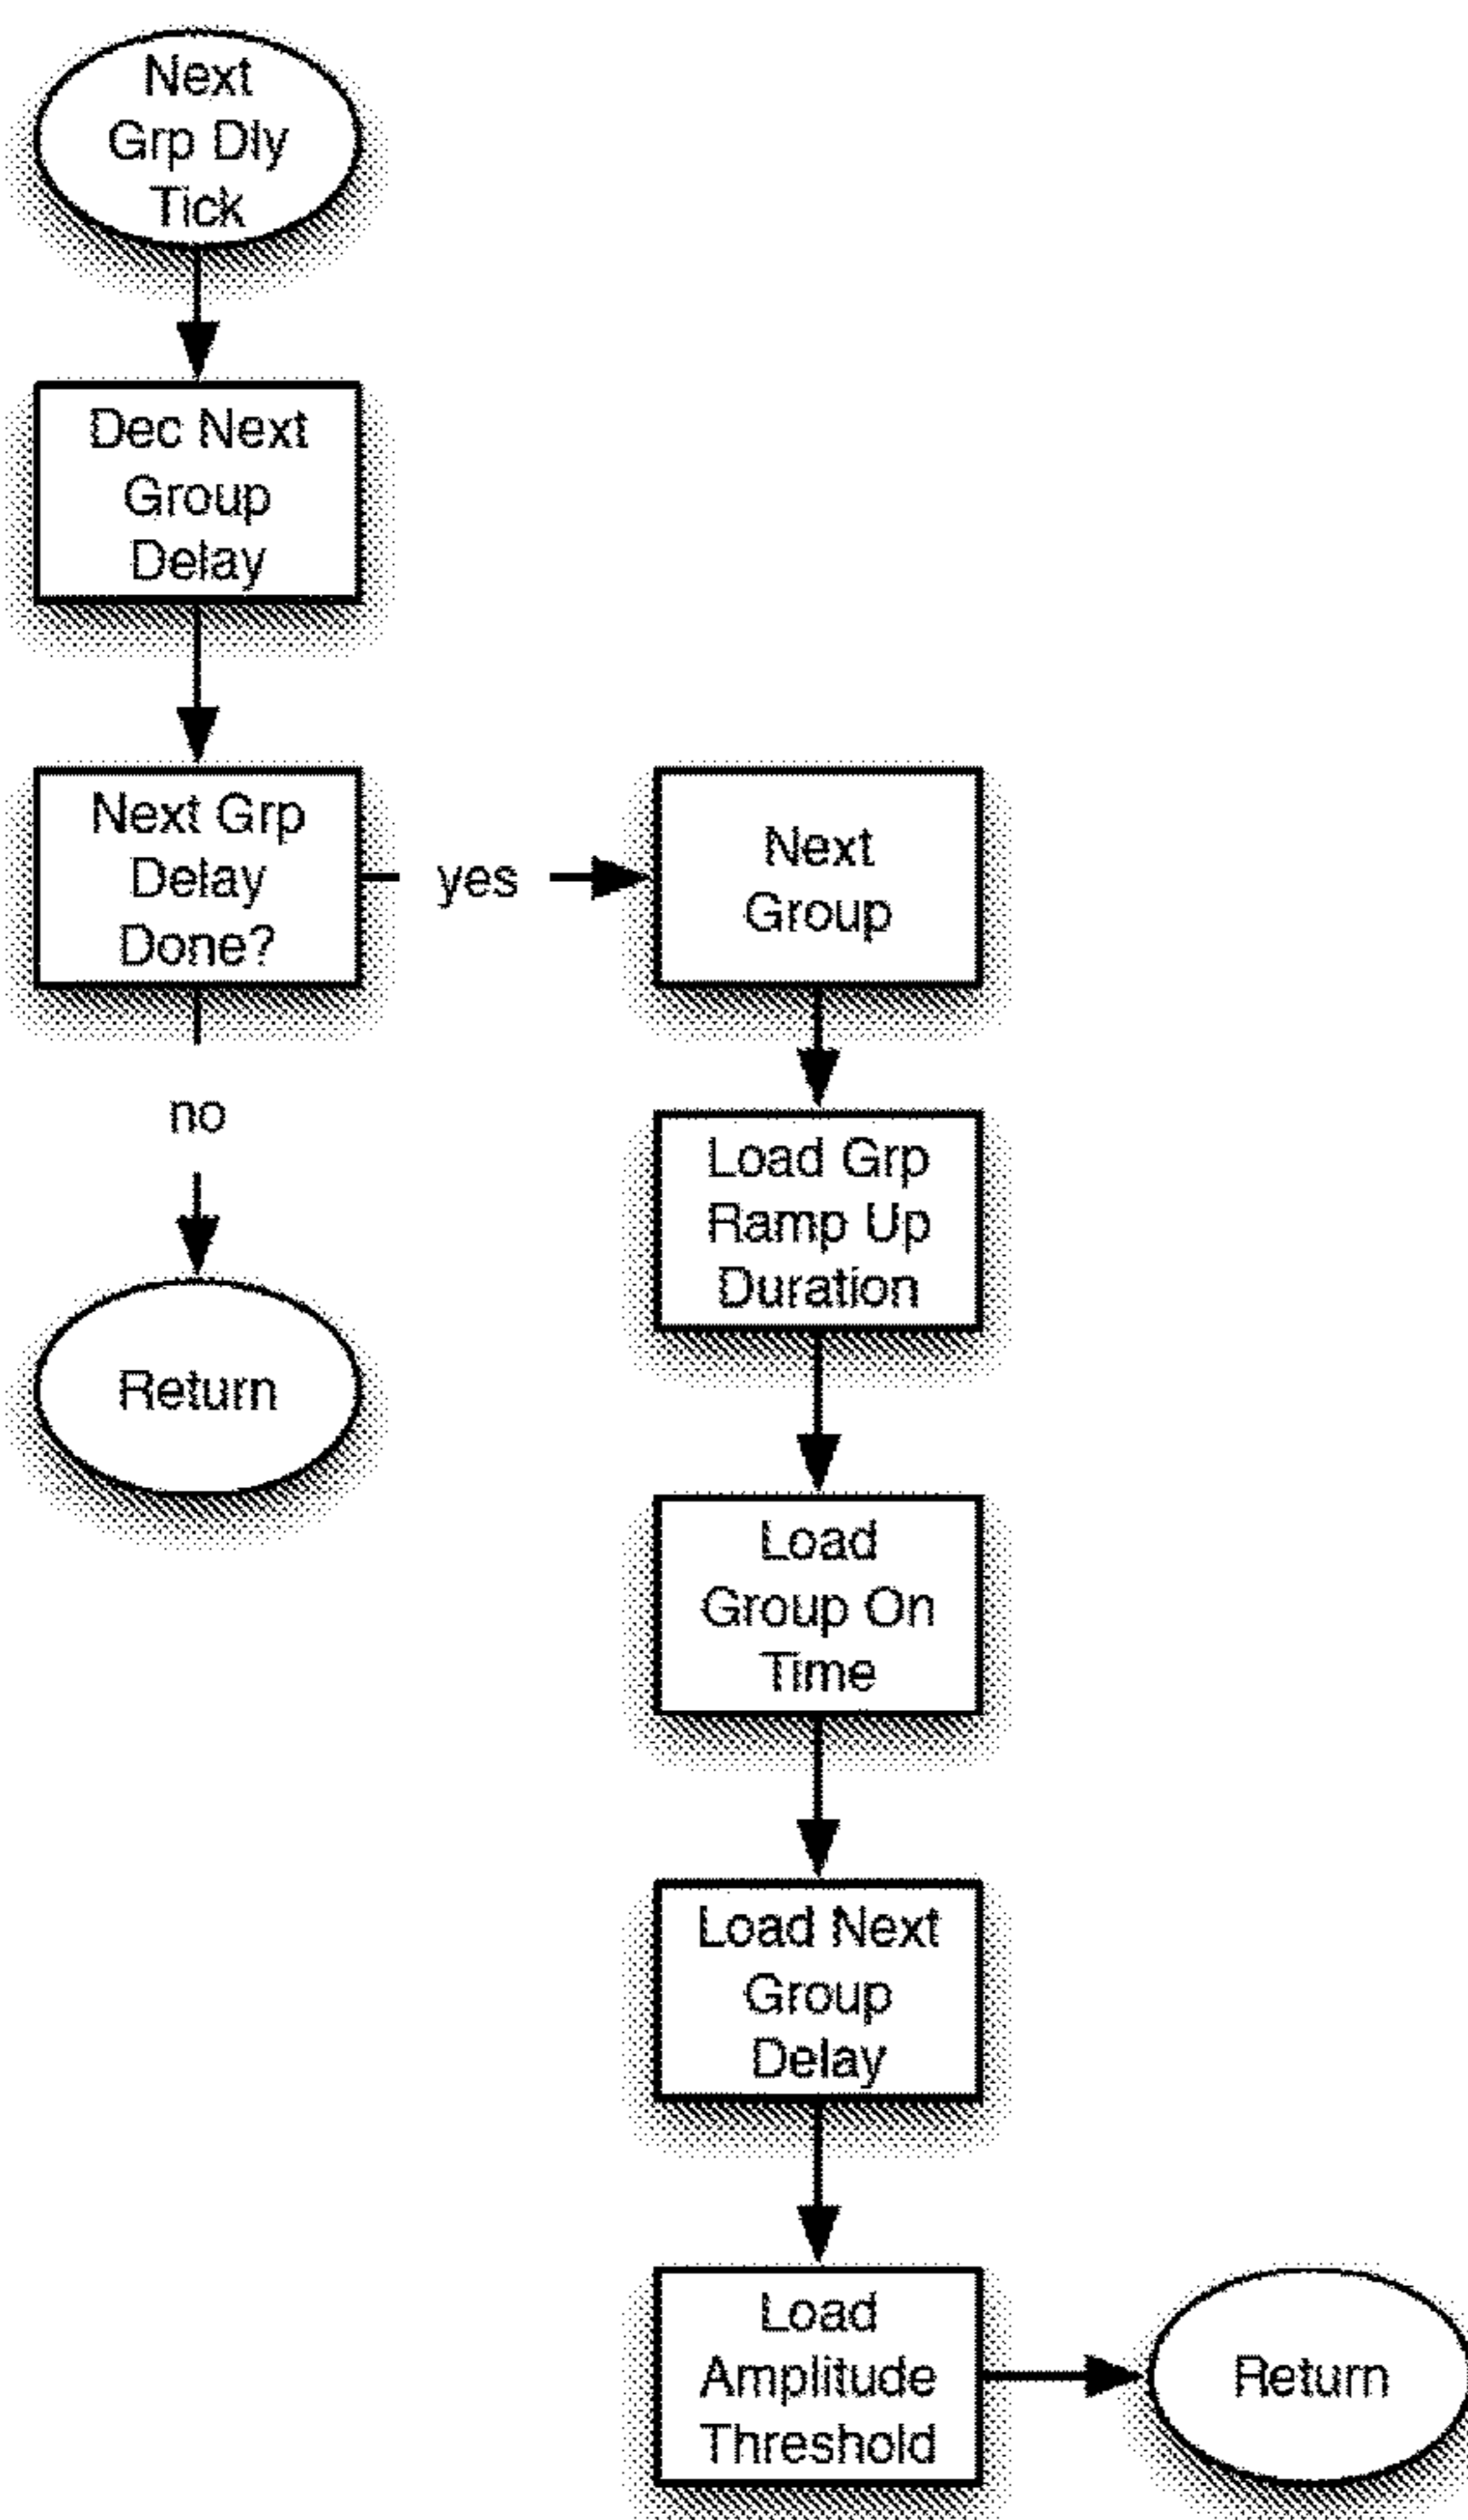 Next
Grp Dly
Tick
Dec Next
Group
Delay
Next Grp
Delay
Done?
yes
Next
Group
no
Load Grp
Ramp Up
Duration
Return
Load
Group On
Time
Load Next
Group
Delay
Load
Amplitude
Threshold
Return